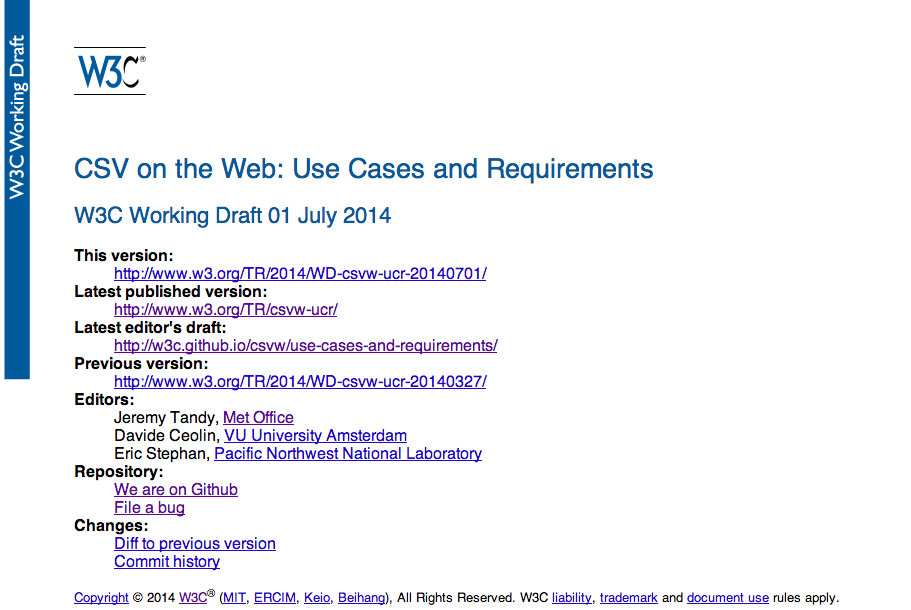 W3C Working Draft
W3C®
CSV on the Web: Use Cases and Requirements
W3C Working Draft 01 July 2014
This version:
http://www.w3.org/TR/2014/WD-csvw-ucr-20140701/
Latest published version:
http://www.w3.org/TR/csvw-ucr/
Latest editor's draft:
http://w3c.github.io/csvw/use-cases-and-requirements/
Previous version:
http://www.w3.org/TR/2014/WD-csvw-ucr-20140327/
Editors:
Jeremy Tandy, Met Office
Davide Ceolin, VU University Amsterdam
Eric Stephan, Pacific Northwest National Laboratory
Repository:
We are on Github
File a bug
Changes:
Diff to previous version
Commit history
Copyright © 2014 W3C® (MIT, ERCIM, Keio, Beihang), All Rights Reserved. W3C liability, trademark and document use rules apply.